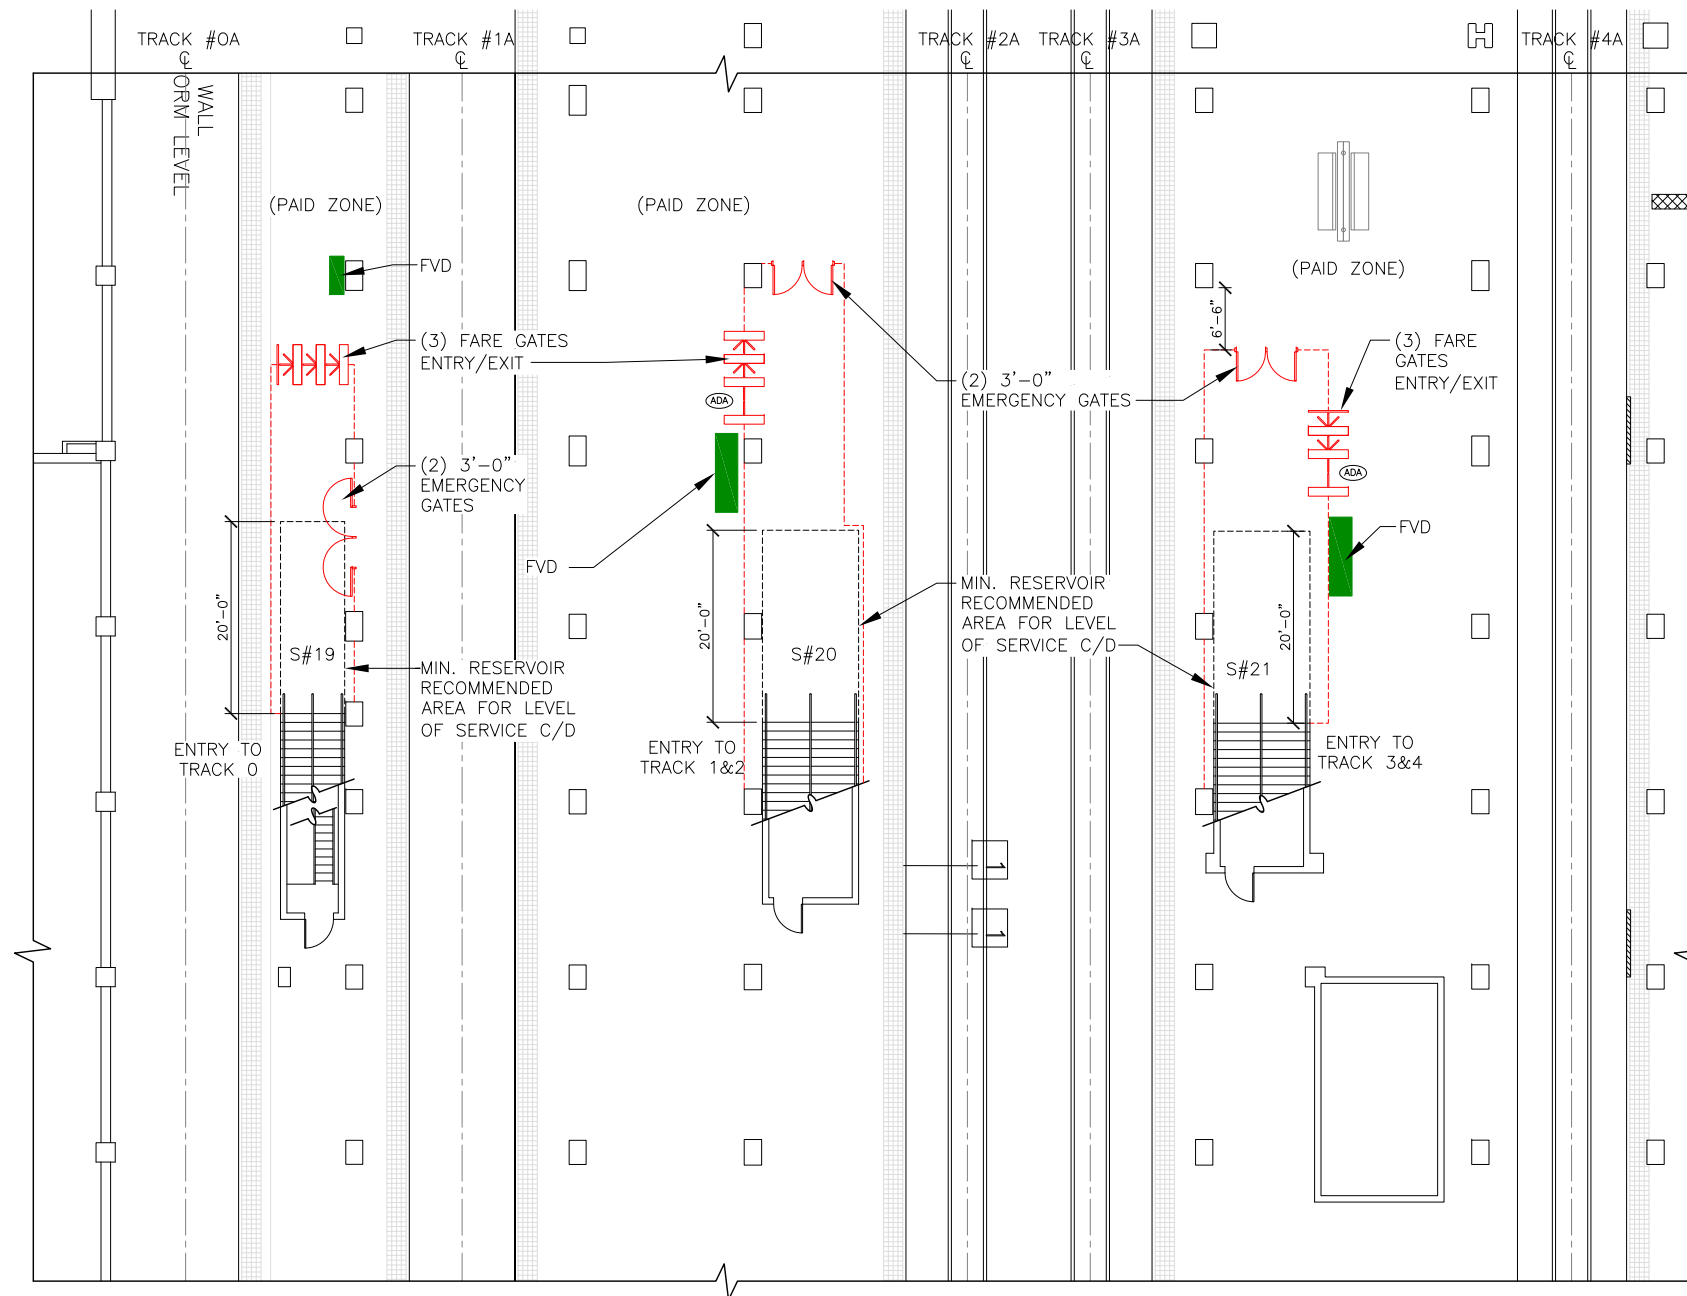 TRACK #0A
℄
TRACK #1A
℄
TRACK #2A
℄
TRACK #3A
℄
TRACK #4A
℄
WALL
ORM LEVEL
(PAID ZONE)
(PAID ZONE)
(PAID ZONE)
FVD
6'-6"
(3) FARE GATES
ENTRY/EXIT
(3) FARE
GATES
ENTRY/EXIT
(2) 3'-0"
EMERGENCY GATES
ADA
(2) 3'-0"
EMERGENCY
GATES
ADA
FVD
FVD
20'-0"
20'-0"
20'-0"
MIN. RESERVOIR
RECOMMENDED
AREA FOR LEVEL
OF SERVICE C/D
S#19
S#20
S#21
MIN. RESERVOIR
RECOMMENDED
AREA FOR LEVEL
OF SERVICE C/D
ENTRY TO
TRACK 0
ENTRY TO
TRACK 1&2
ENTRY TO
TRACK 3&4
1
1